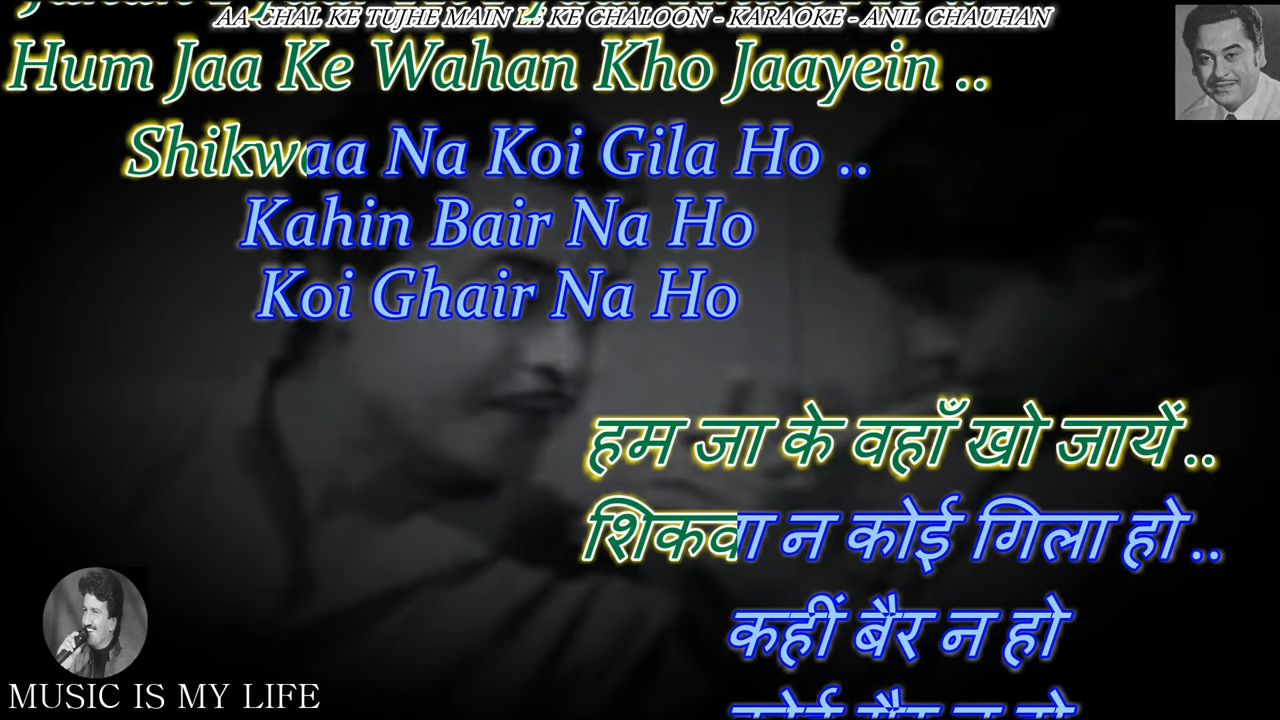 AA CHAL KE TUJHE MAIN LE KE CHALOON - KARAOKE - ANIL CHAUHAN
Hum Jaa Ke Wahan Kho Jaayein ..
Shikwaa Na Koi Gila Ho ..
Kahin Bair Na Ho
Koi Ghair Na Ho
हम जा के वहाँ खो जायें ..
शिकवा न कोई गिला हो ..
कहीं बैर न हो
MUSIC IS MY LIFE